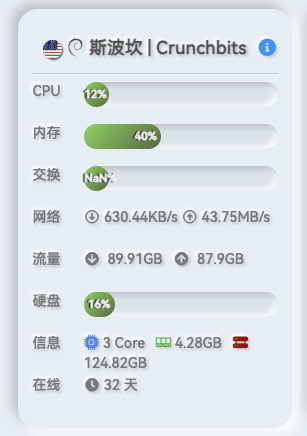 斯波坎 | Crunchbits
CPU 12%
内存 40%
交换 NaN%
网络 630.44KB/s 43.75MB/s
流量 89.91GB 87.9GB
硬盘 16%
信息 3 Core 4.28GB
124.82GB
在线 32 天